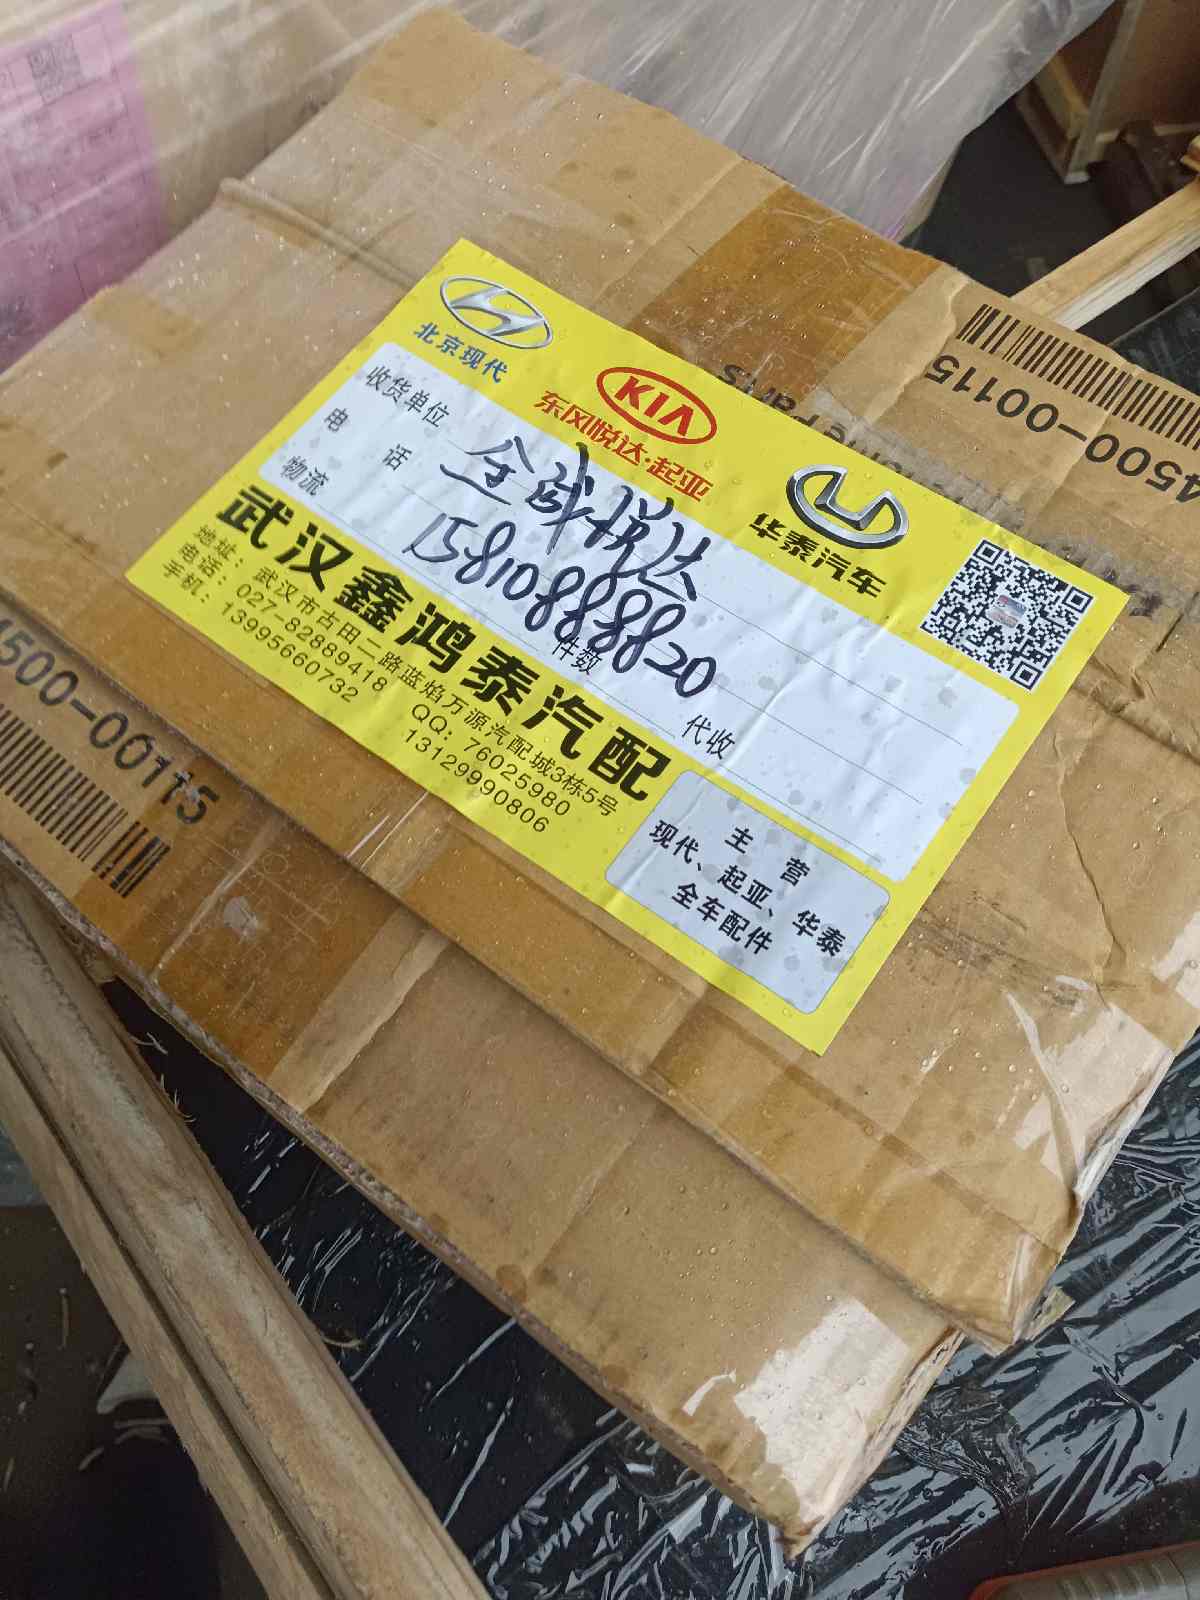 北京现代
KIA
东风悦达·起亚
华泰汽车
收货单位 全盛悦达
电 话 15810888820
物流 件数 代收
武汉鑫鸿泰汽配
地址：武汉市古田二路蓝焰万源汽配城3栋5号
电话：027-82889418 QQ：76025980
手机：13995660732 13129990806
主 营
现代、起亚、华泰
全车配件
4500-00115
4500-00115